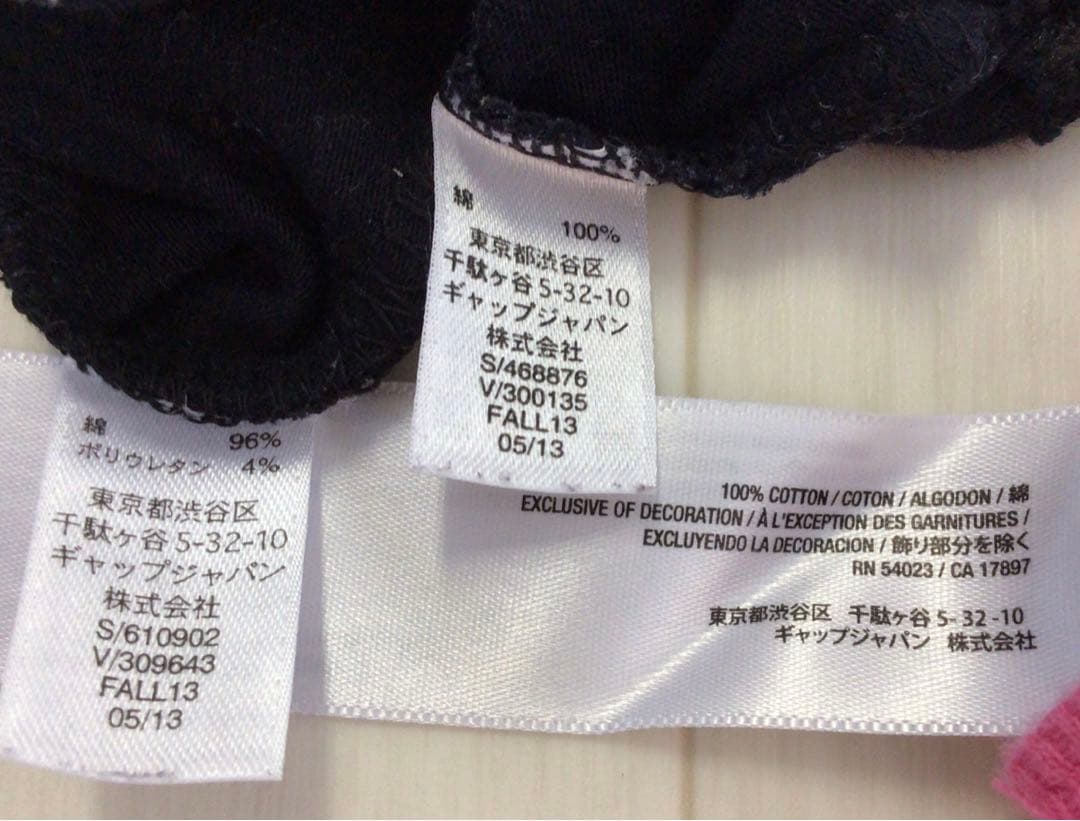 綿
100%
東京都渋谷区
千駄ヶ谷 5-32-10
ギャップジャパン
株式会社
S/468876
V/300135
FALL13
05/13
綿 96%
ポリウレタン 4%
東京都渋谷区
千駄ヶ谷 5-32-10
ギャップジャパン
株式会社
S/610902
V/309643
FALL13
05/13
100% COTTON / COTON / ALGODON / 綿
EXCLUSIVE OF DECORATION / À L'EXCEPTION DES GARNITURES /
EXCLUYENDO LA DECORACION / 飾り部分を除く
RN 54023 / CA 17897
東京都渋谷区 千駄ヶ谷 5-32-10
ギャップジャパン 株式会社